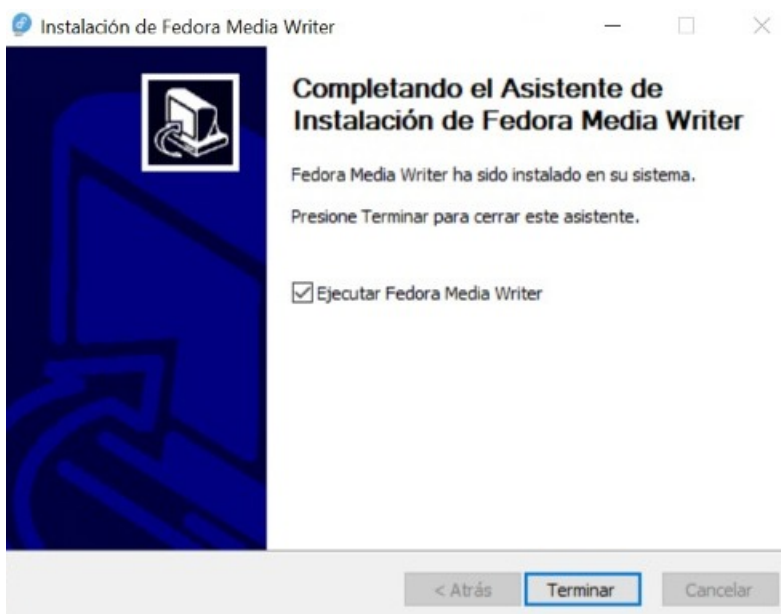 Instalación de Fedora Media Writer
Completando el Asistente de
Instalación de Fedora Media Writer
Fedora Media Writer ha sido instalado en su sistema.
Presione Terminar para cerrar este asistente.
Ejecutar Fedora Media Writer
< Atrás Terminar Cancelar